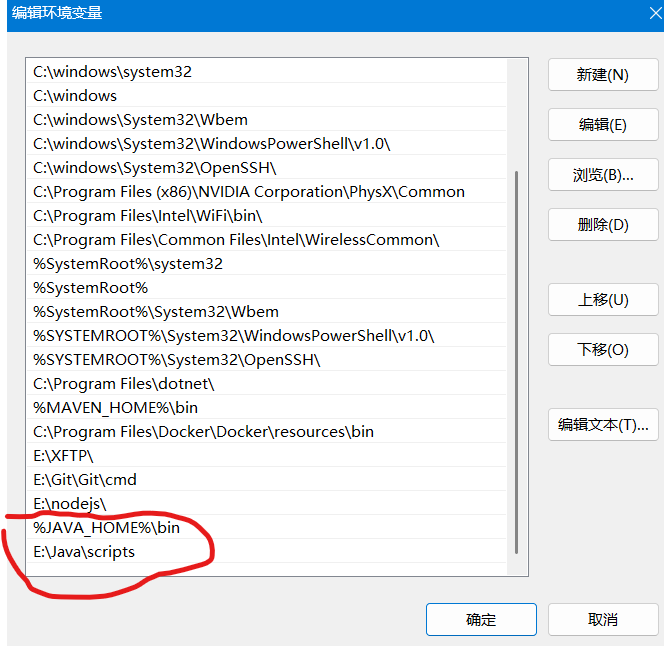 编辑环境变量
C:\windows\system32
C:\windows
C:\windows\System32\Wbem
C:\windows\System32\WindowsPowerShell\v1.0\
C:\windows\System32\OpenSSH\
C:\Program Files (x86)\NVIDIA Corporation\PhysX\Common
C:\Program Files\Intel\WiFi\bin\
C:\Program Files\Common Files\Intel\WirelessCommon\
%SystemRoot%\system32
%SystemRoot%
%SystemRoot%\System32\Wbem
%SYSTEMROOT%\System32\WindowsPowerShell\v1.0\
%SYSTEMROOT%\System32\OpenSSH\
C:\Program Files\dotnet\
%MAVEN_HOME%\bin
C:\Program Files\Docker\Docker\resources\bin
E:\XFTP\
E:\Git\Git\cmd
E:\nodejs\
%JAVA_HOME%\bin
E:\Java\scripts
新建(N)
编辑(E)
浏览(B)...
删除(D)
上移(U)
下移(O)
编辑文本(T)...
确定
取消